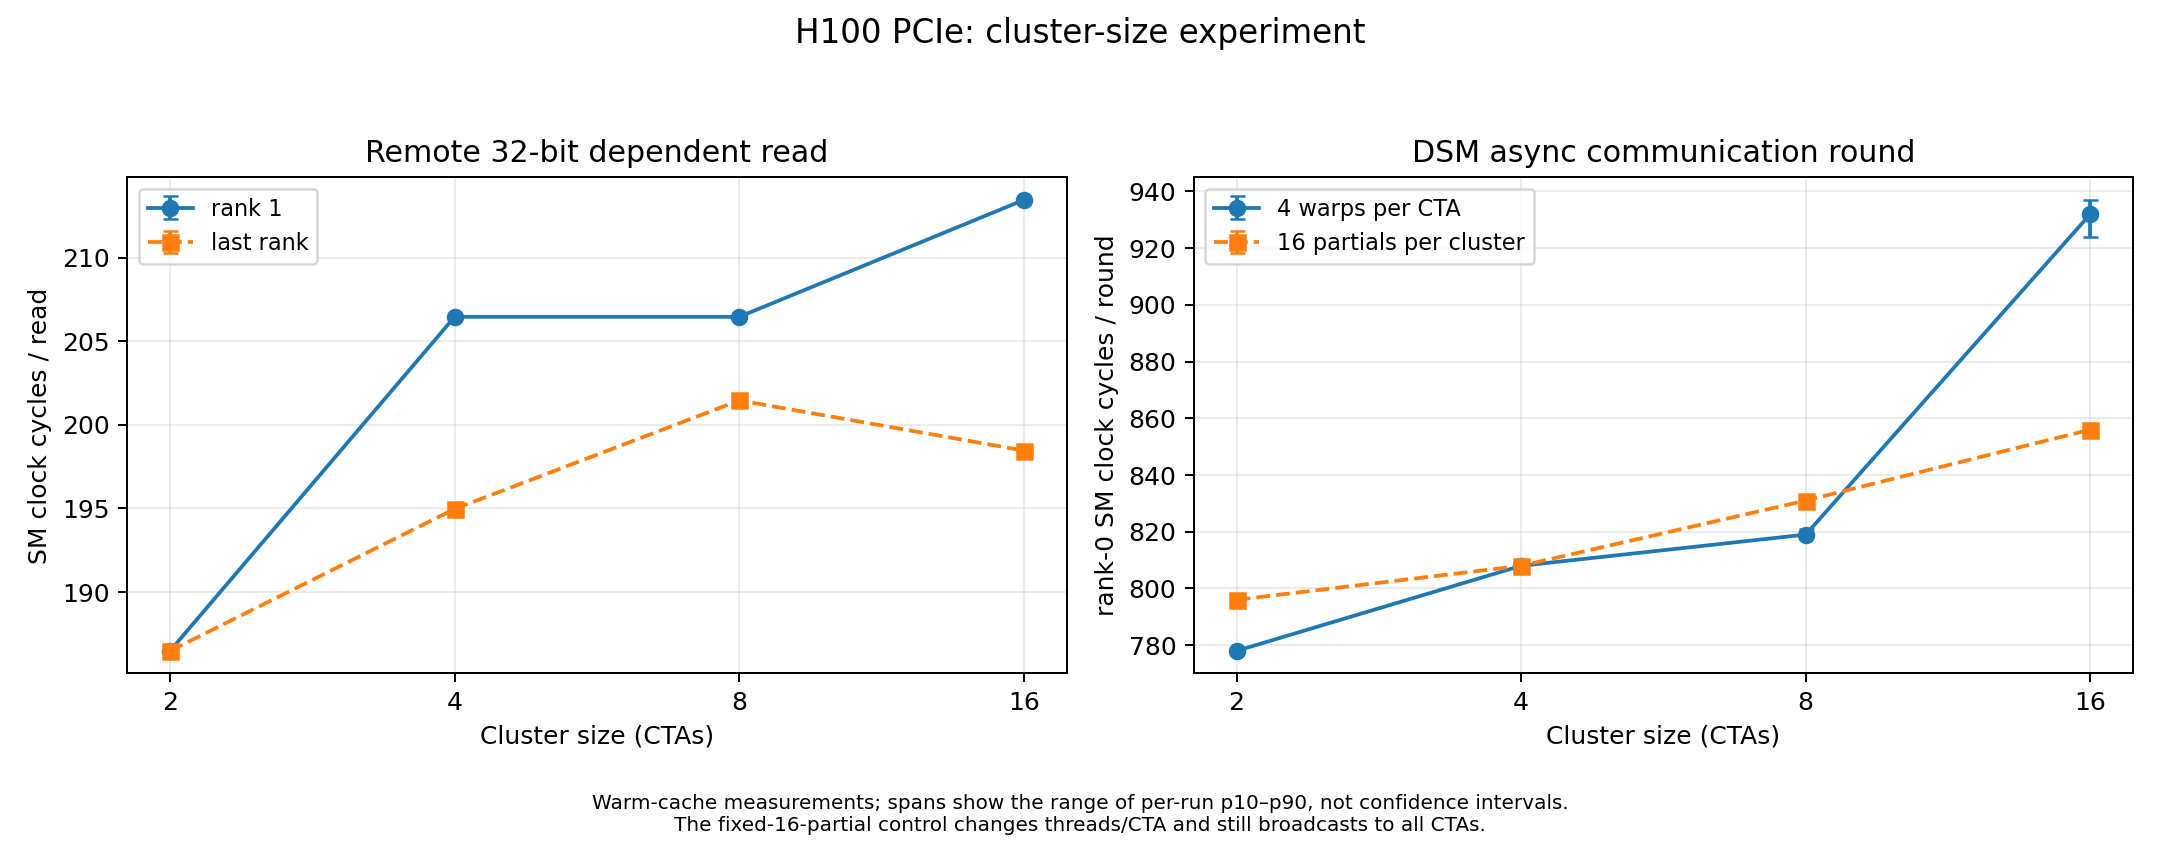 H100 PCIe: cluster-size experiment
Remote 32-bit dependent read
rank 1
last rank
SM clock cycles / read
210
205
200
195
190
2
4
8
16
Cluster size (CTAs)
DSM async communication round
4 warps per CTA
16 partials per cluster
rank-0 SM clock cycles / round
940
920
900
880
860
840
820
800
780
2
4
8
16
Cluster size (CTAs)
Warm-cache measurements; spans show the range of per-run p10–p90, not confidence intervals.
The fixed-16-partial control changes threads/CTA and still broadcasts to all CTAs.